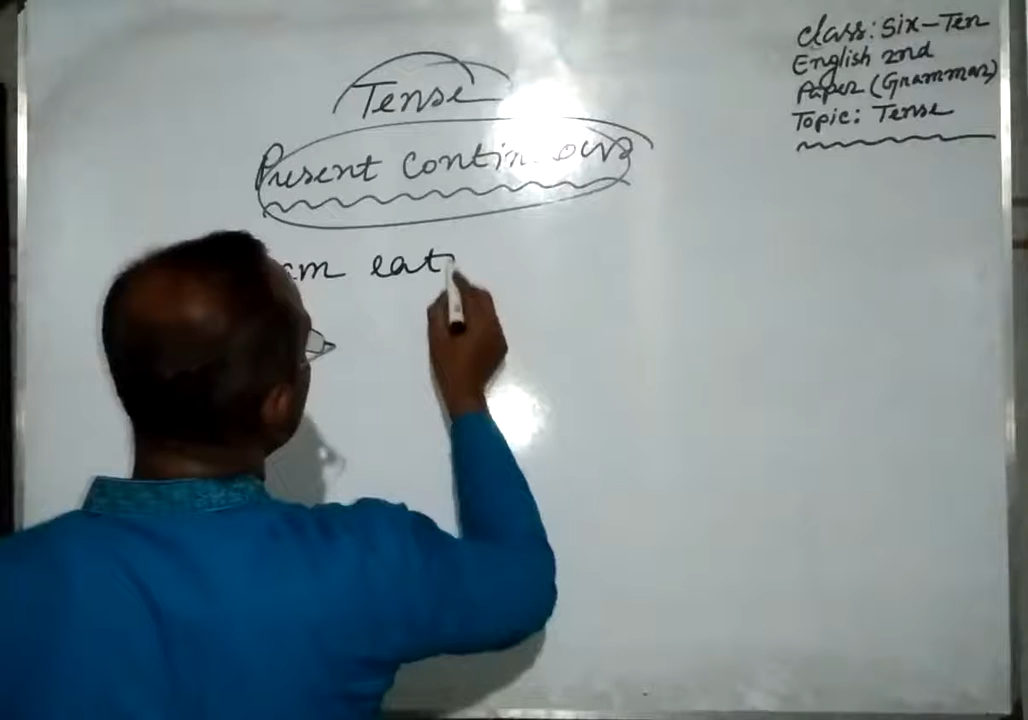 Tense
Present continuous
am eat
class: Six-Ten
English 2nd
Paper (Grammar)
Topic: Tense